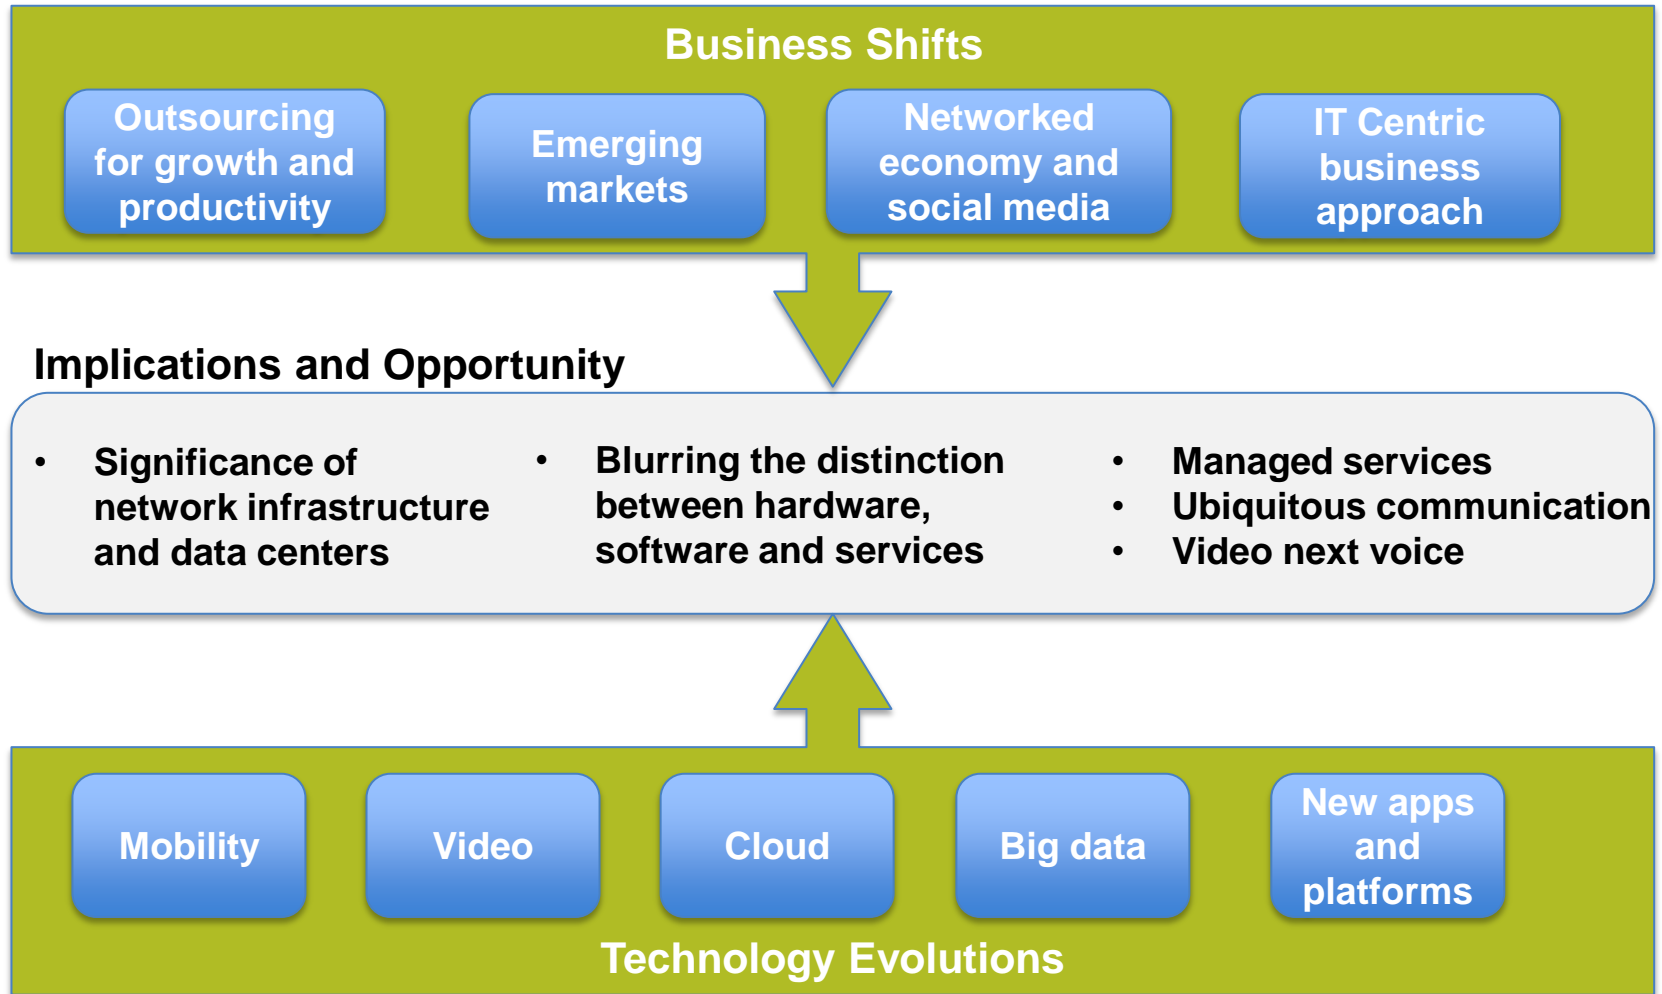 Business Shifts
Outsourcing
for growth and
productivity
Emerging
markets
Networked
economy and
social media
IT Centric
business
approach
Implications and Opportunity
• Significance of
network infrastructure
and data centers
• Blurring the distinction
between hardware,
software and services
• Managed services
• Ubiquitous communication
• Video next voice
Mobility
Video
Cloud
Big data
New apps
and
platforms
Technology Evolutions